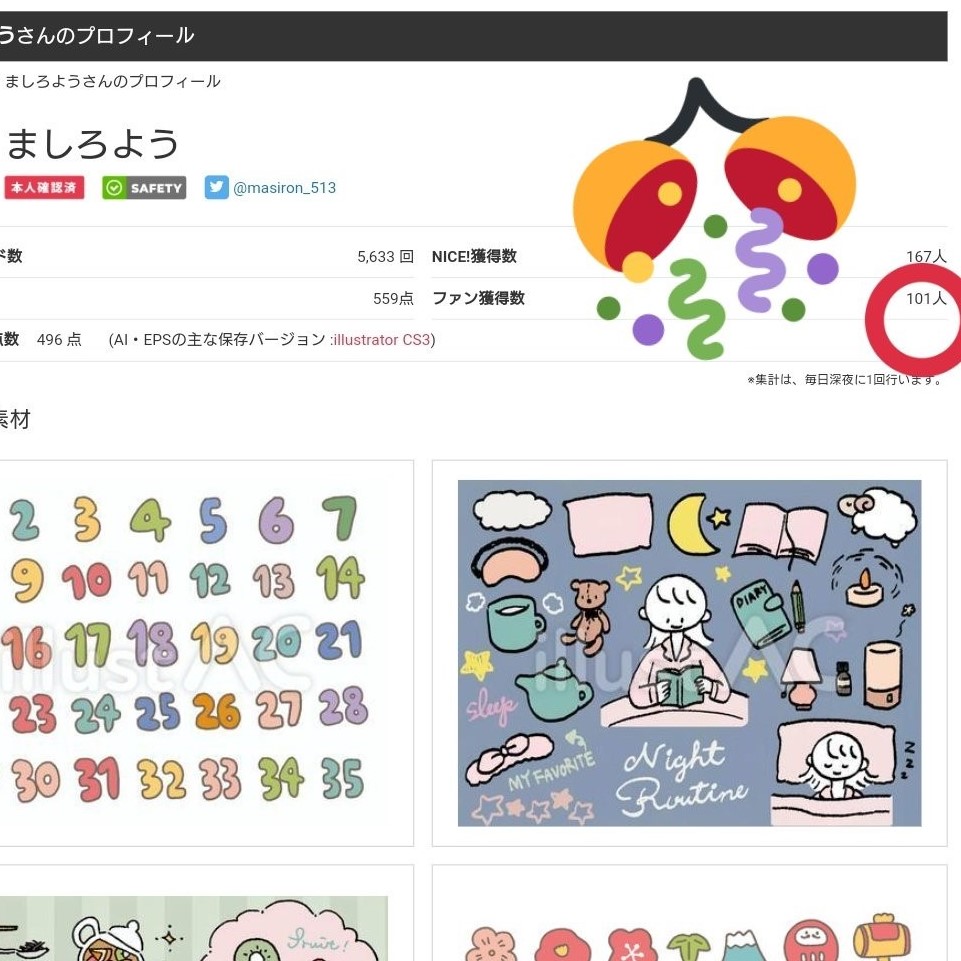 うさんのプロフィール
ましろようさんのプロフィール
ましろよう
本人確認済 SAFETY @masiron_513
ド数 5,633 回 NICE!獲得数 167人
559点 ファン獲得数 101人
点数 496 点 (AI・EPSの主な保存バージョン :illustrator CS3)
※集計は、毎日深夜に1回行います。
素材
2 3 4 5 6 7
9 10 11 12 13 14
16 17 18 19 20 21
23 24 25 26 27 28
30 31 32 33 34 35
illustAC
DIARY
illustAC
sleep
MY FAVORITE
Night
Routine
z
z
z
Fruit!